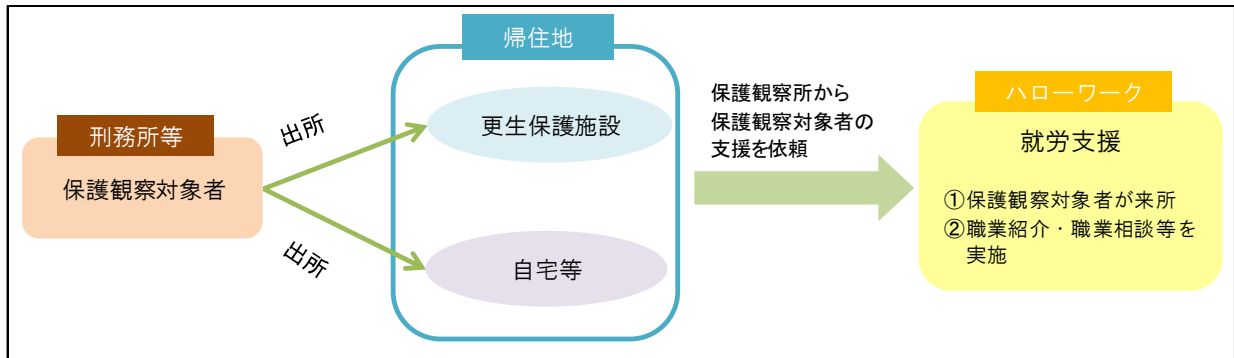 刑務所等
保護観察対象者
出所
出所
帰住地
更生保護施設
自宅等
保護観察所から
保護観察対象者の
支援を依頼
ハローワーク
就労支援
①保護観察対象者が来所
②職業紹介・職業相談等を
実施